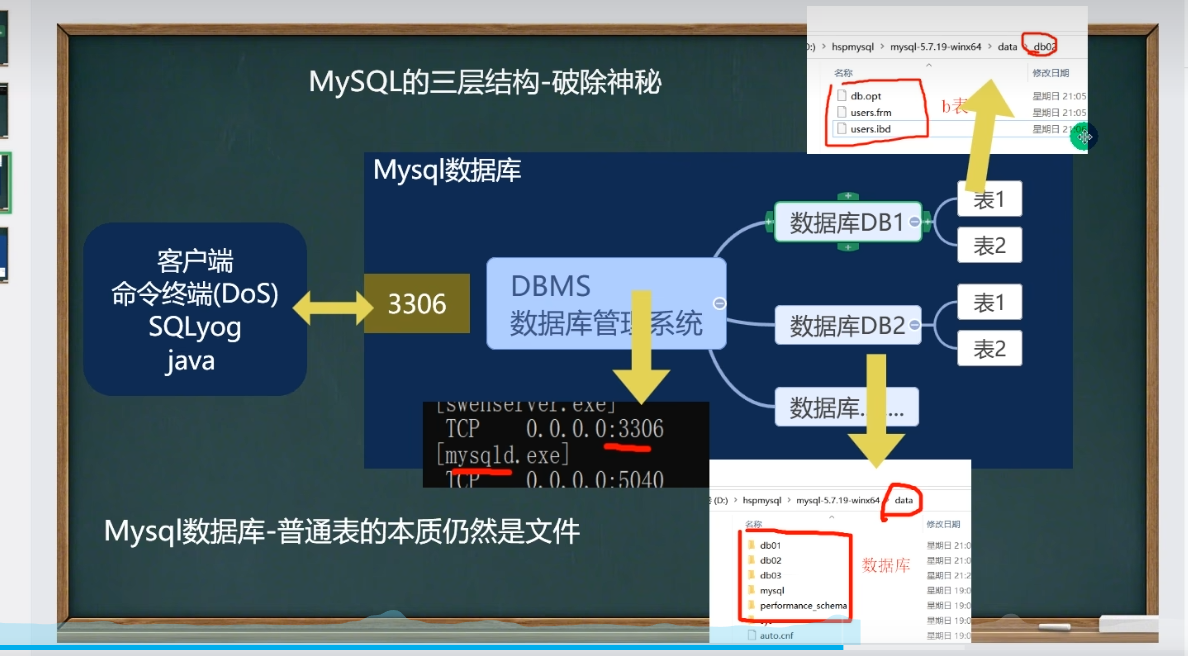 MySQL的三层结构-破除神秘
hspmysql > mysql-5.7.19-winx64 > data > db02
名称
修改日期
db.opt
星期日 21:05
users.frm
星期日 21:05
users.ibd
星期日 21:
b表
Mysql数据库
客户端
命令终端(DoS)
SQLyog
java
3306
DBMS
数据库管理系统
数据库DB1
表1
表2
数据库DB2
表1
表2
数据库
[swenserver.exe]
TCP 0.0.0.0:3306
[mysqld.exe]
TCP 0.0.0.0:5040
Mysql数据库-普通表的本质仍然是文件
(D:) > hspmysql > mysql-5.7.19-winx64 > data
名称
修改日期
db01
星期日 21:0
db02
星期日 21:0
db03
星期日 21:2
mysql
星期日 19:0
performance_schema
星期日 19:0
星期日 19:0
auto.cnf
星期日 19:0
数据库